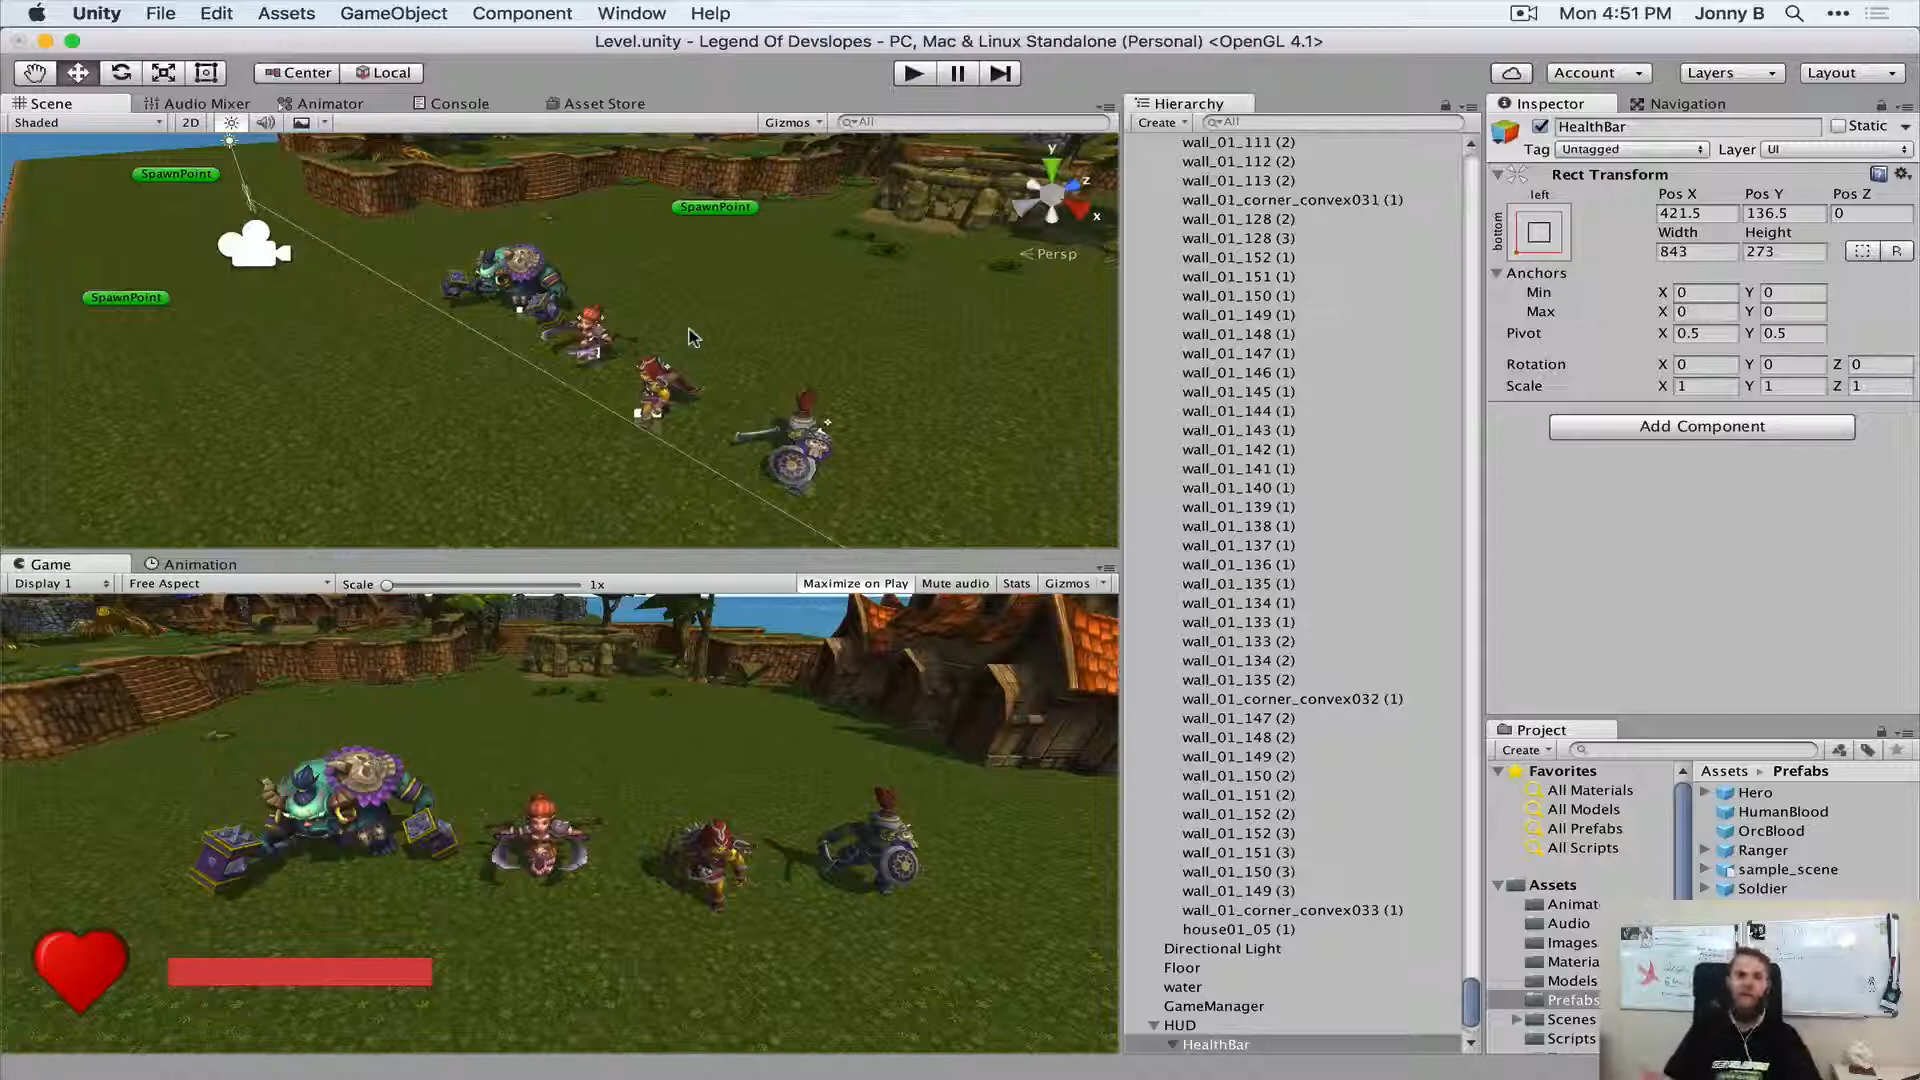 Unity File Edit Assets GameObject Component Window Help Mon 4:51 PM Jonny B
Level.unity - Legend Of Devslopes - PC, Mac & Linux Standalone (Personal) <OpenGL 4.1>
Center Local Account Layers Layout
Scene Audio Mixer Animator Console Asset Store
Shaded 2D Gizmos All
SpawnPoint
SpawnPoint
SpawnPoint
y
z
x
Persp
Game Animation
Display 1 Free Aspect Scale 1x Maximize on Play Mute audio Stats Gizmos
Hierarchy
Create All
wall_01_111 (2)
wall_01_112 (2)
wall_01_113 (2)
wall_01_corner_convex031 (1)
wall_01_128 (2)
wall_01_128 (3)
wall_01_152 (1)
wall_01_151 (1)
wall_01_150 (1)
wall_01_149 (1)
wall_01_148 (1)
wall_01_147 (1)
wall_01_146 (1)
wall_01_145 (1)
wall_01_144 (1)
wall_01_143 (1)
wall_01_142 (1)
wall_01_141 (1)
wall_01_140 (1)
wall_01_139 (1)
wall_01_138 (1)
wall_01_137 (1)
wall_01_136 (1)
wall_01_135 (1)
wall_01_134 (1)
wall_01_133 (1)
wall_01_133 (2)
wall_01_134 (2)
wall_01_135 (2)
wall_01_corner_convex032 (1)
wall_01_147 (2)
wall_01_148 (2)
wall_01_149 (2)
wall_01_150 (2)
wall_01_151 (2)
wall_01_152 (2)
wall_01_152 (3)
wall_01_151 (3)
wall_01_150 (3)
wall_01_149 (3)
wall_01_corner_convex033 (1)
house01_05 (1)
Directional Light
Floor
water
GameManager
HUD
HealthBar
Inspector Navigation
HealthBar Static
Tag Untagged Layer UI
Rect Transform
left Pos X Pos Y Pos Z
bottom 421.5 136.5 0
Width Height
843 273 R
Anchors
Min X 0 Y 0
Max X 0 Y 0
Pivot X 0.5 Y 0.5
Rotation X 0 Y 0 Z 0
Scale X 1 Y 1 Z 1
Add Component
Project
Create
Favorites
All Materials
All Models
All Prefabs
All Scripts
Assets
Animat
Audio
Images
Materia
Models
Prefabs
Scenes
Scripts
Assets Prefabs
Hero
HumanBlood
OrcBlood
Ranger
sample_scene
Soldier